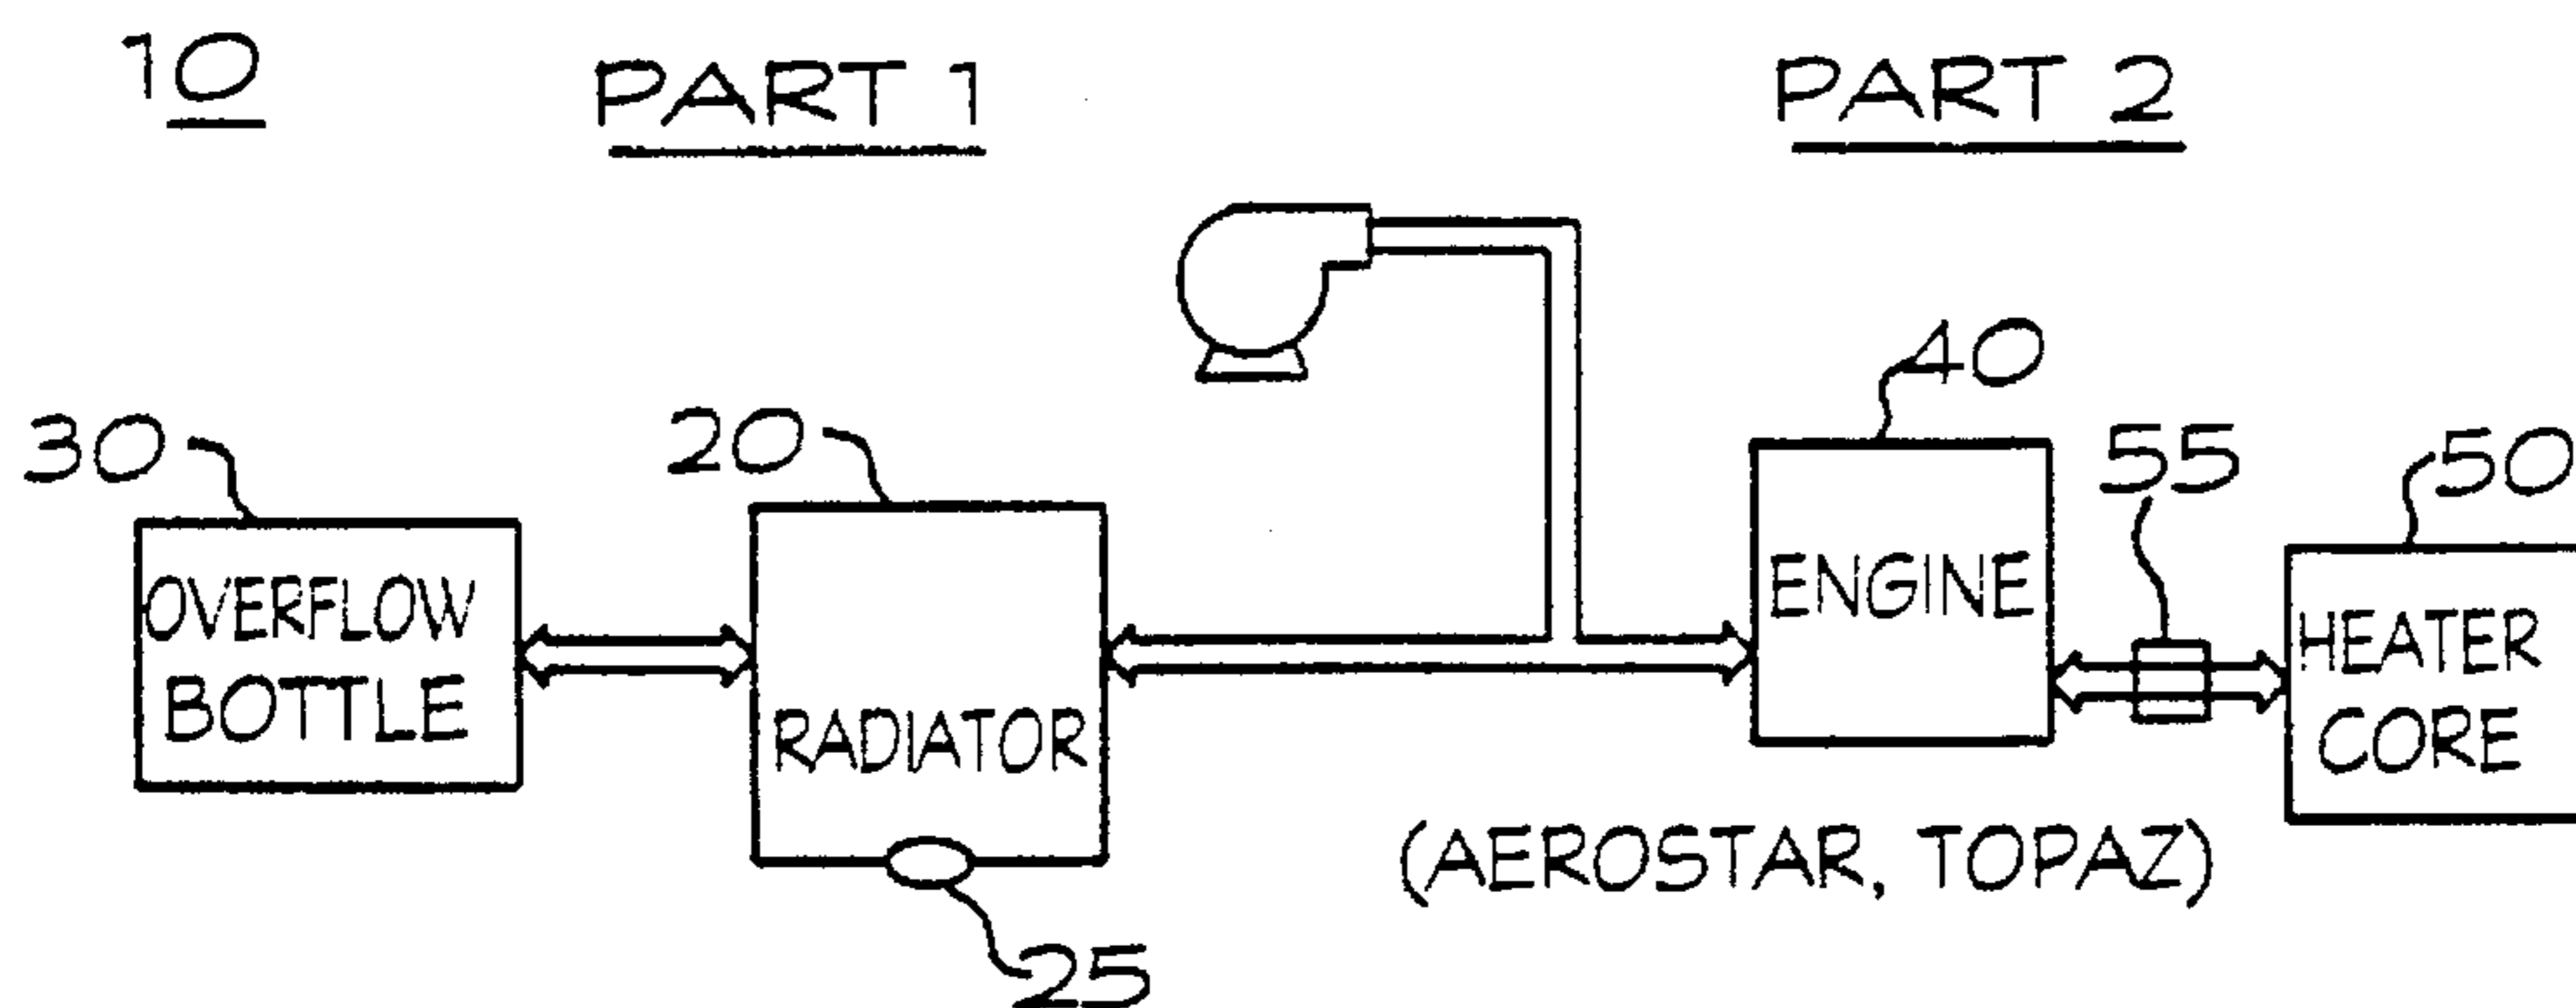 10
PART 1
PART 2
40
30
20
55
50
OVERFLOW
BOTTLE
RADIATOR
ENGINE
HEATER
CORE
(AEROSTAR, TOPAZ)
25